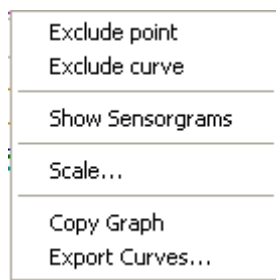 Exclude point
Exclude curve
Show Sensorgrams
Scale...
Copy Graph
Export Curves...